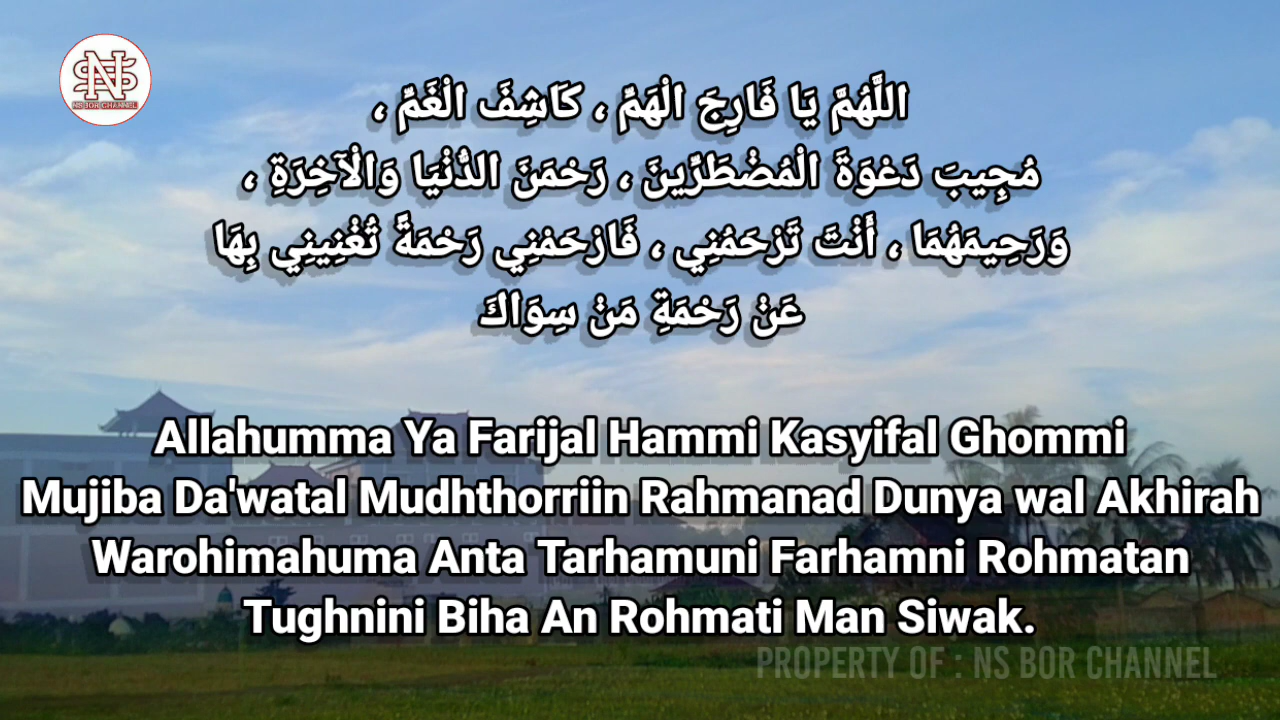 NS
NS BOR CHANNEL
اللَّهُمَّ يَا فَارِجَ الْهَمِّ ، كَاشِفَ الْغَمِّ ،
مُجِيبَ دَعْوَةَ الْمُضْطَرِّينَ ، رَحْمَنَ الدُّنْيَا وَالْآخِرَةِ ،
وَرَحِيمَهُمَا ، أَنْتَ تَرْحَمُنِي ، فَارْحَمْنِي رَحْمَةً تُغْنِينِي بِهَا
عَنْ رَحْمَةِ مَنْ سِوَاكَ
Allahumma Ya Farijal Hammi Kasyifal Ghommi
Mujiba Da'watal Mudhthorriin Rahmanad Dunya wal Akhirah
Warohimahuma Anta Tarhamuni Farhamni Rohmatan
Tughnini Biha An Rohmati Man Siwak.
PROPERTY OF : NS BOR CHANNEL